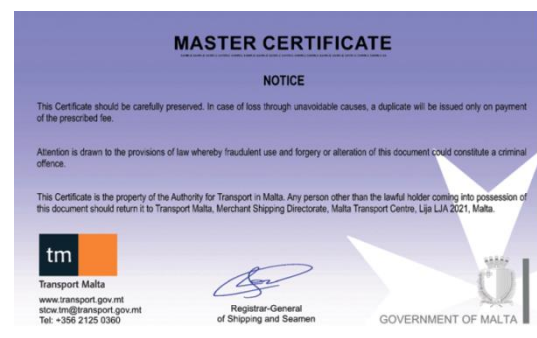 MASTER CERTIFICATE
NOTICE
This Certificate should be carefully preserved. In case of loss through unavoidable causes, a duplicate will be issued only on payment
of the prescribed fee.
Attention is drawn to the provisions of law whereby fraudulent use and forgery or alteration of this document could constitute a criminal
offence.
This Certificate is the property of the Authority for Transport in Malta. Any person other than the lawful holder coming into possession of
this document should return it to Transport Malta, Merchant Shipping Directorate, Malta Transport Centre, Lija LJA 2021, Malta.
tm
Transport Malta
www.transport.gov.mt
stcw.tm@transport.gov.mt
Tel: +356 2125 0360
Registrar-General
of Shipping and Seamen
GOVERNMENT OF MALTA